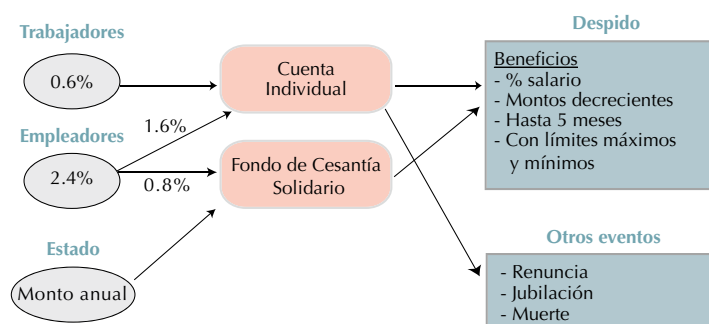 Trabajadores
0.6%
Empleadores
2.4%
Estado
Monto anual
1.6%
0.8%
Cuenta
Individual
Fondo de Cesantía
Solidario
Despido
Beneficios
- % salario
- Montos decrecientes
- Hasta 5 meses
- Con límites máximos
y mínimos
Otros eventos
- Renuncia
- Jubilación
- Muerte